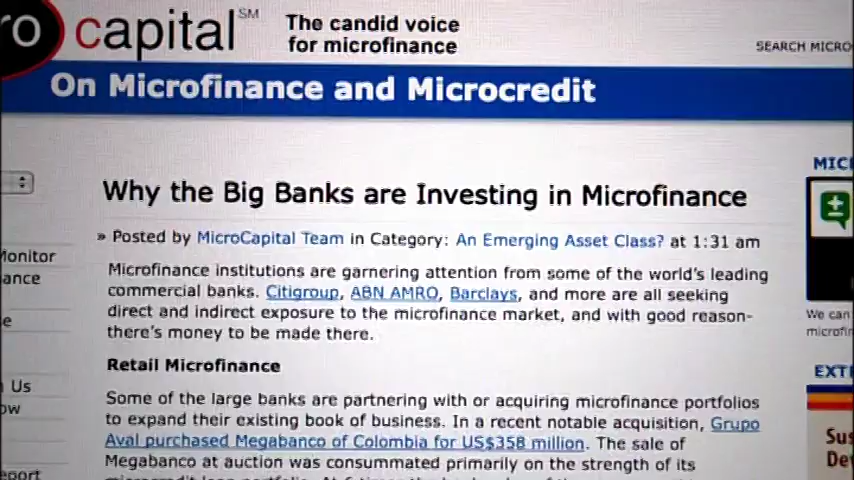 ro capital SM
The candid voice
for microfinance
SEARCH MICRO
On Microfinance and Microcredit
MICI
Why the Big Banks are Investing in Microfinance
» Posted by MicroCapital Team in Category: An Emerging Asset Class? at 1:31 am
Monitor
ance
e
Us
ow
eport
Microfinance institutions are garnering attention from some of the world's leading
commercial banks. Citigroup, ABN AMRO, Barclays, and more are all seeking
direct and indirect exposure to the microfinance market, and with good reason-
there's money to be made there.
Retail Microfinance
Some of the large banks are partnering with or acquiring microfinance portfolios
to expand their existing book of business. In a recent notable acquisition, Grupo
Aval purchased Megabanco of Colombia for US$358 million. The sale of
Megabanco at auction was consummated primarily on the strength of its
We can
microfin
EXT
Sus
De